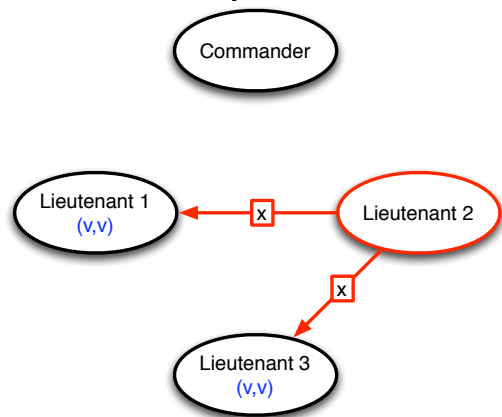 Commander
Lieutenant 1
(v,v)
x
Lieutenant 2
x
Lieutenant 3
(v,v)